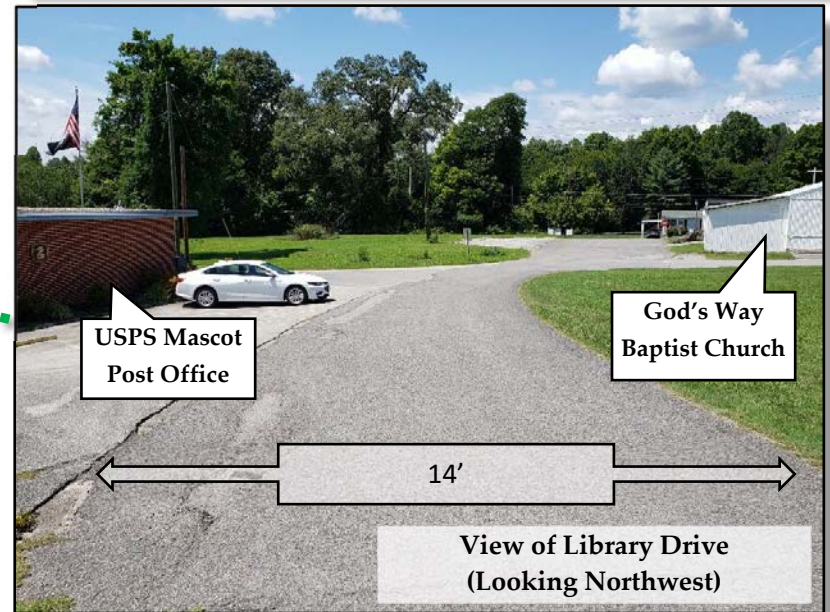 USPS Mascot
Post Office
God's Way
Baptist Church
14'
View of Library Drive
(Looking Northwest)